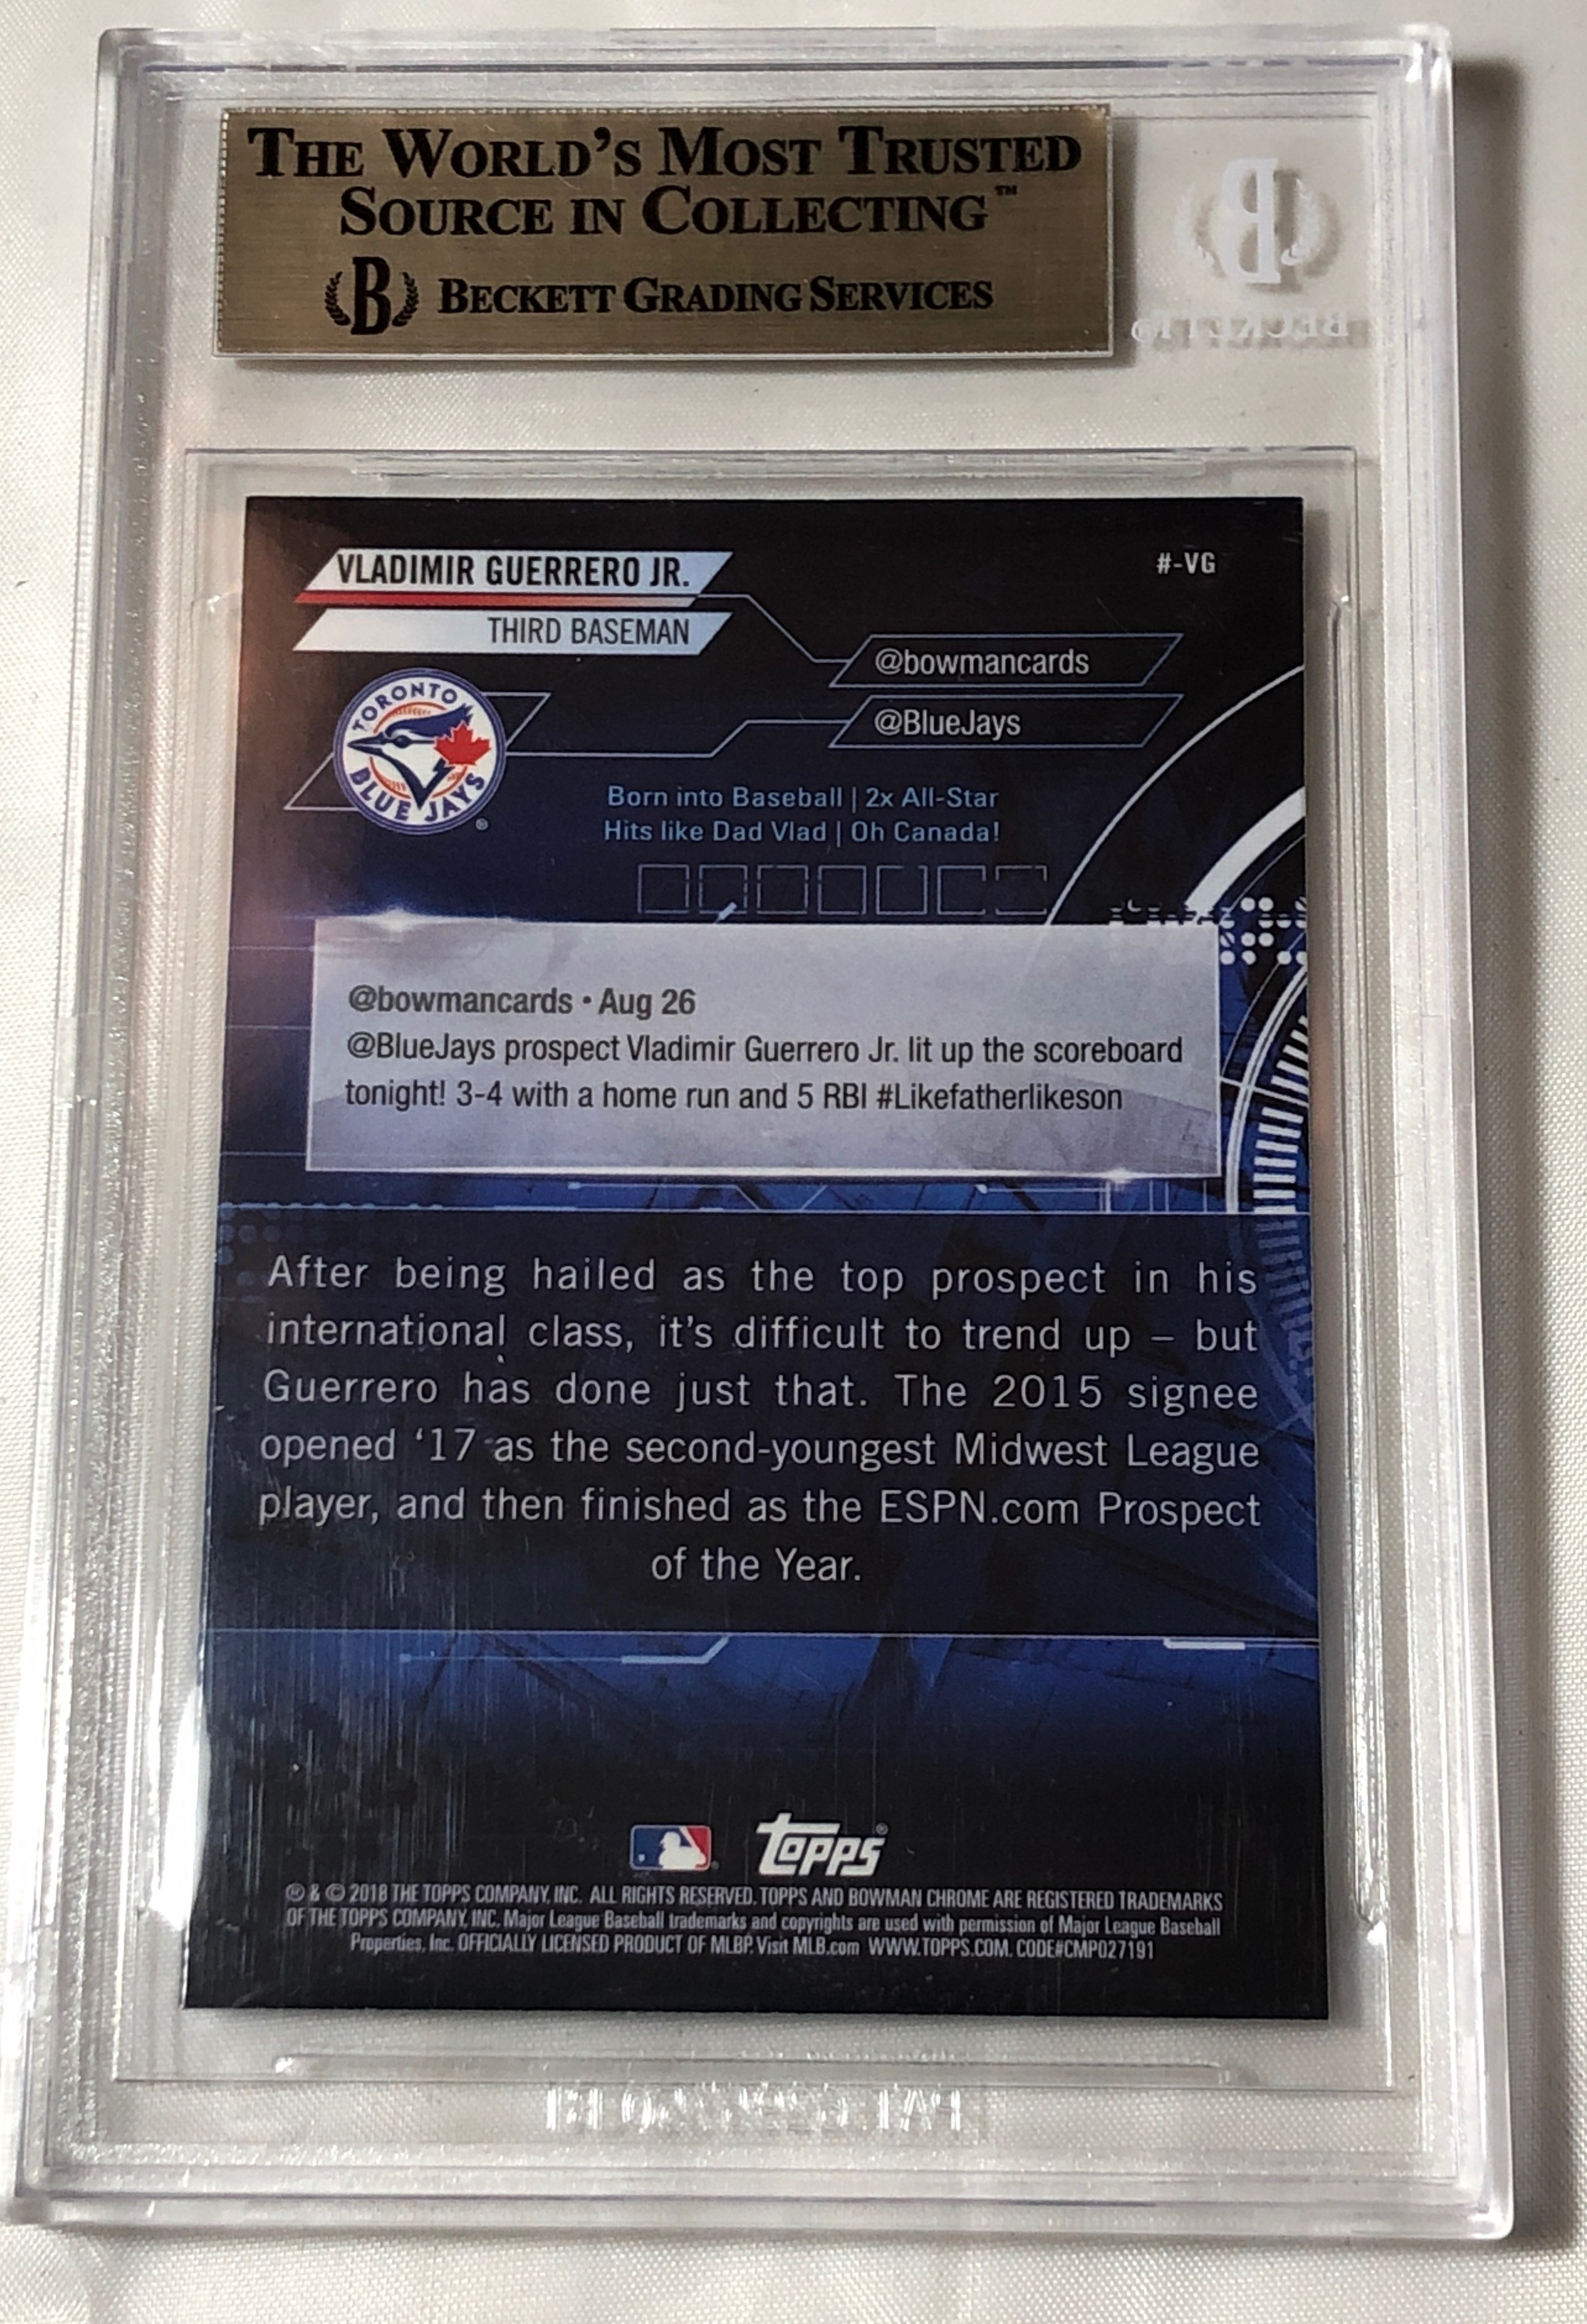 THE WORLD'S MOST TRUSTED
SOURCE IN COLLECTING™
B BECKETT GRADING SERVICES
B
BECKETT
VLADIMIR GUERRERO JR.
#-VG
THIRD BASEMAN
@bowmancards
TORONTO
BLUE JAYS
®
@BlueJays
Born into Baseball | 2x All-Star
Hits like Dad Vlad | Oh Canada!
@bowmancards • Aug 26
@BlueJays prospect Vladimir Guerrero Jr. lit up the scoreboard
tonight! 3-4 with a home run and 5 RBI #Likefatherlikeson
After being hailed as the top prospect in his
international class, it's difficult to trend up – but
Guerrero has done just that. The 2015 signee
opened ‘17 as the second-youngest Midwest League
player, and then finished as the ESPN.com Prospect
of the Year.
TOPPS®
® & © 2018 THE TOPPS COMPANY, INC. ALL RIGHTS RESERVED. TOPPS AND BOWMAN CHROME ARE REGISTERED TRADEMARKS
OF THE TOPPS COMPANY, INC. Major League Baseball trademarks and copyrights are used with permission of Major League Baseball
Properties, Inc. OFFICIALLY LICENSED PRODUCT OF MLBP. Visit MLB.com WWW.TOPPS.COM. CODE#CMP027191